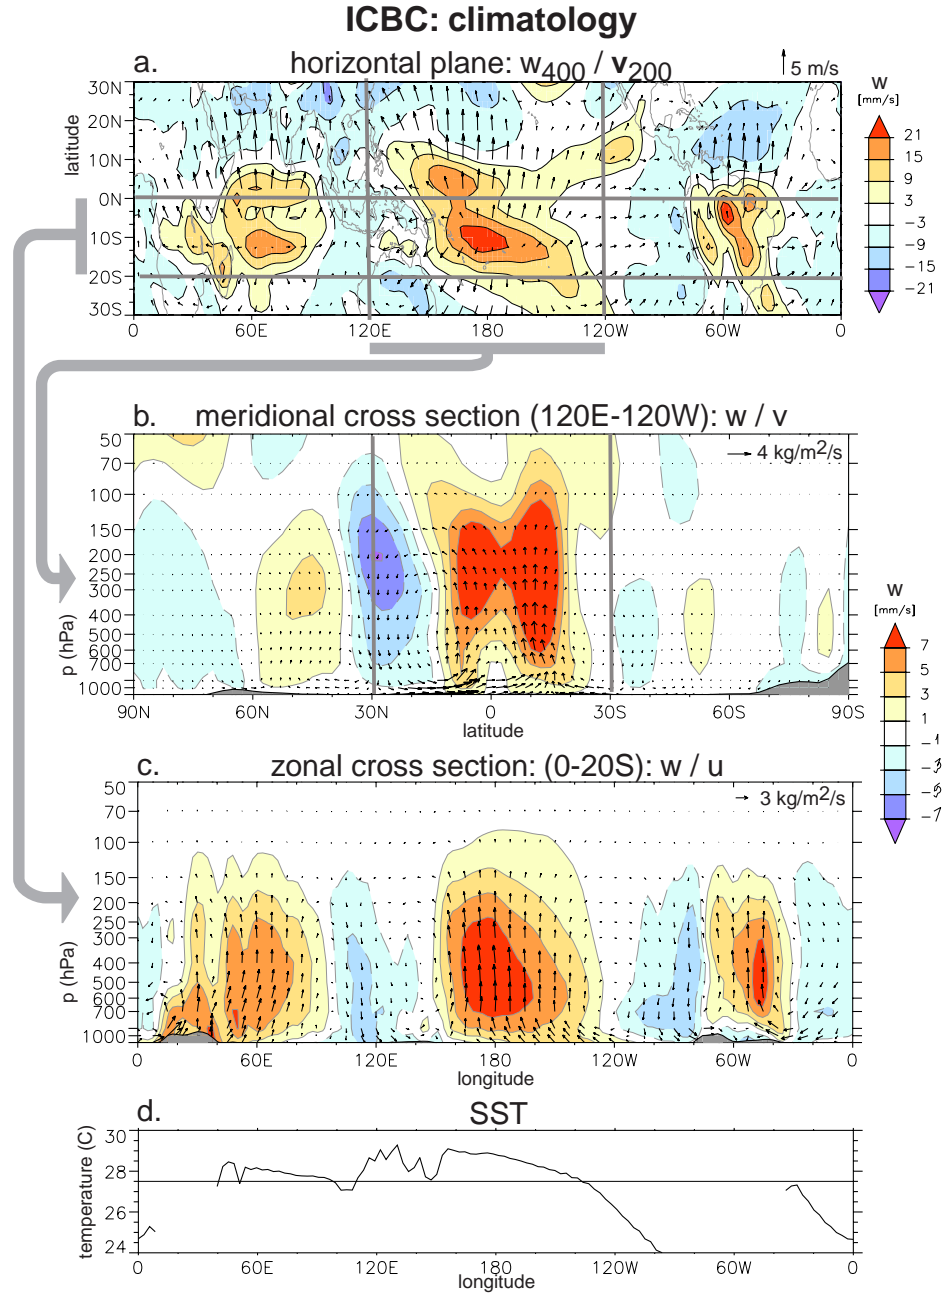 ICBC: climatology
a. horizontal plane: w400 / v200
5 m/s
30N
20N
10N
0N
10S
20S
30S
latitude
0 60E 120E 180 120W 60W 0
w
[mm/s]
21
15
9
3
−3
−9
−15
−21
b. meridional cross section (120E-120W): w / v
4 kg/m2/s
50
70
100
150
200
250
300
400
500
600
700
1000
p (hPa)
90N 60N 30N 0 30S 60S 90S
latitude
w
[mm/s]
7
5
3
1
−1
−3
−5
−7
c. zonal cross section: (0-20S): w / u
3 kg/m2/s
50
70
100
150
200
250
300
400
500
600
700
1000
p (hPa)
0 60E 120E 180 120W 60W 0
longitude
d. SST
30
28
26
24
temperature (C)
0 60E 120E 180 120W 60W 0
longitude